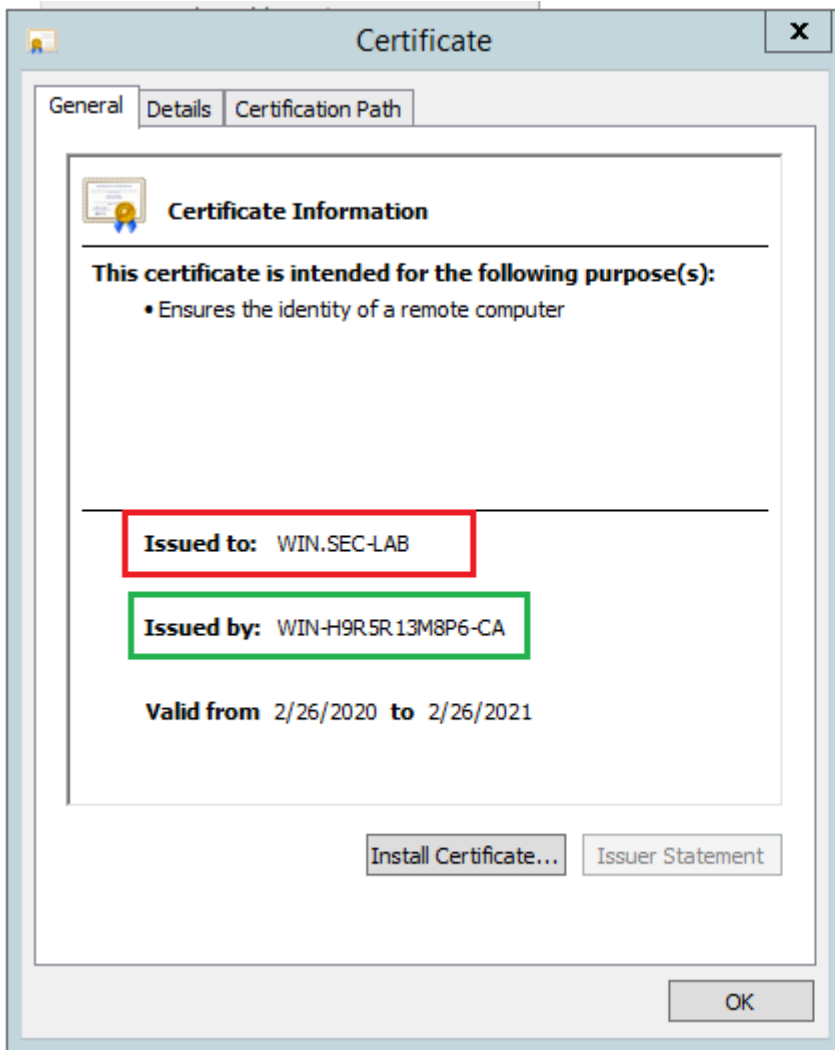 Certificate
x
General Details Certification Path
Certificate Information
This certificate is intended for the following purpose(s):
• Ensures the identity of a remote computer
Issued to: WIN.SEC-LAB
Issued by: WIN-H9R5R13M8P6-CA
Valid from 2/26/2020 to 2/26/2021
Install Certificate... Issuer Statement
OK